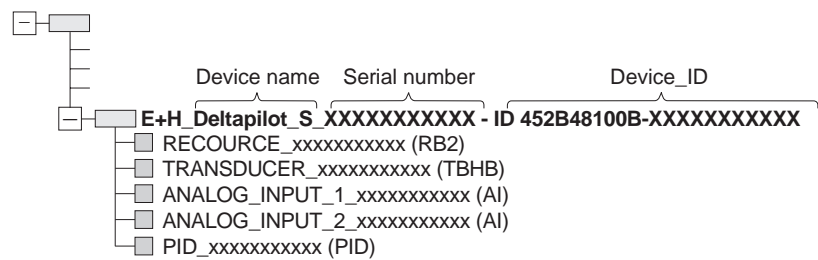 Device name Serial number Device_ID
E+H_Deltapilot_S_XXXXXXXXXXX - ID 452B48100B-XXXXXXXXXXX
RECOURCE_xxxxxxxxxxx (RB2)
TRANSDUCER_xxxxxxxxxxx (TBHB)
ANALOG_INPUT_1_xxxxxxxxxxx (AI)
ANALOG_INPUT_2_xxxxxxxxxxx (AI)
PID_xxxxxxxxxxx (PID)